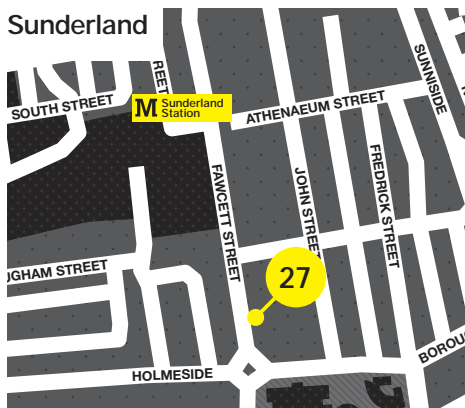 Sunderland
SUNNISIDE
REET
SOUTH STREET
M Sunderland
Station
ATHENAEUM STREET
FAWCETT STREET
JOHN STREET
FREDRICK STREET
UGHAM STREET
27
HOLMESIDE
BOROU